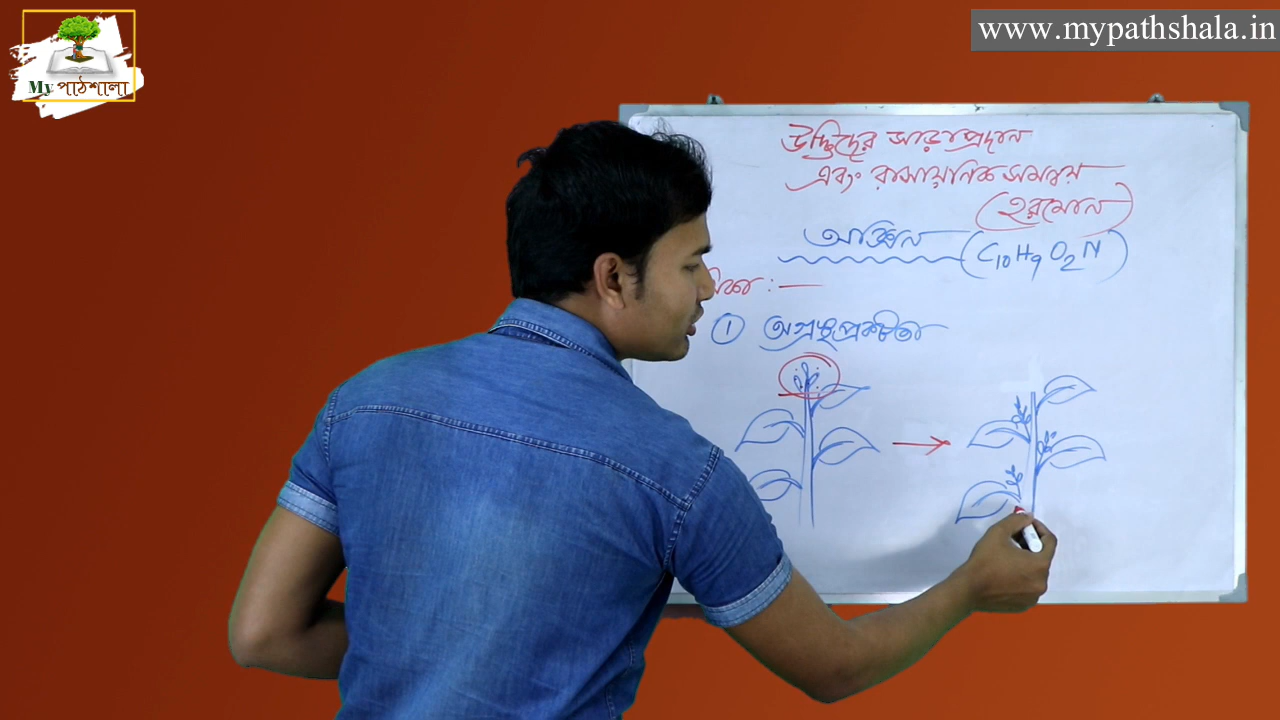 www.mypathshala.in
My পাঠশালা
উদ্ভিদের সাড়াপ্রদান
এবং রাসায়নিক সমন্বয়
(হরমোন)
অক্সিন (C10H9O2N)
① অগ্রস্থপ্রকটতা